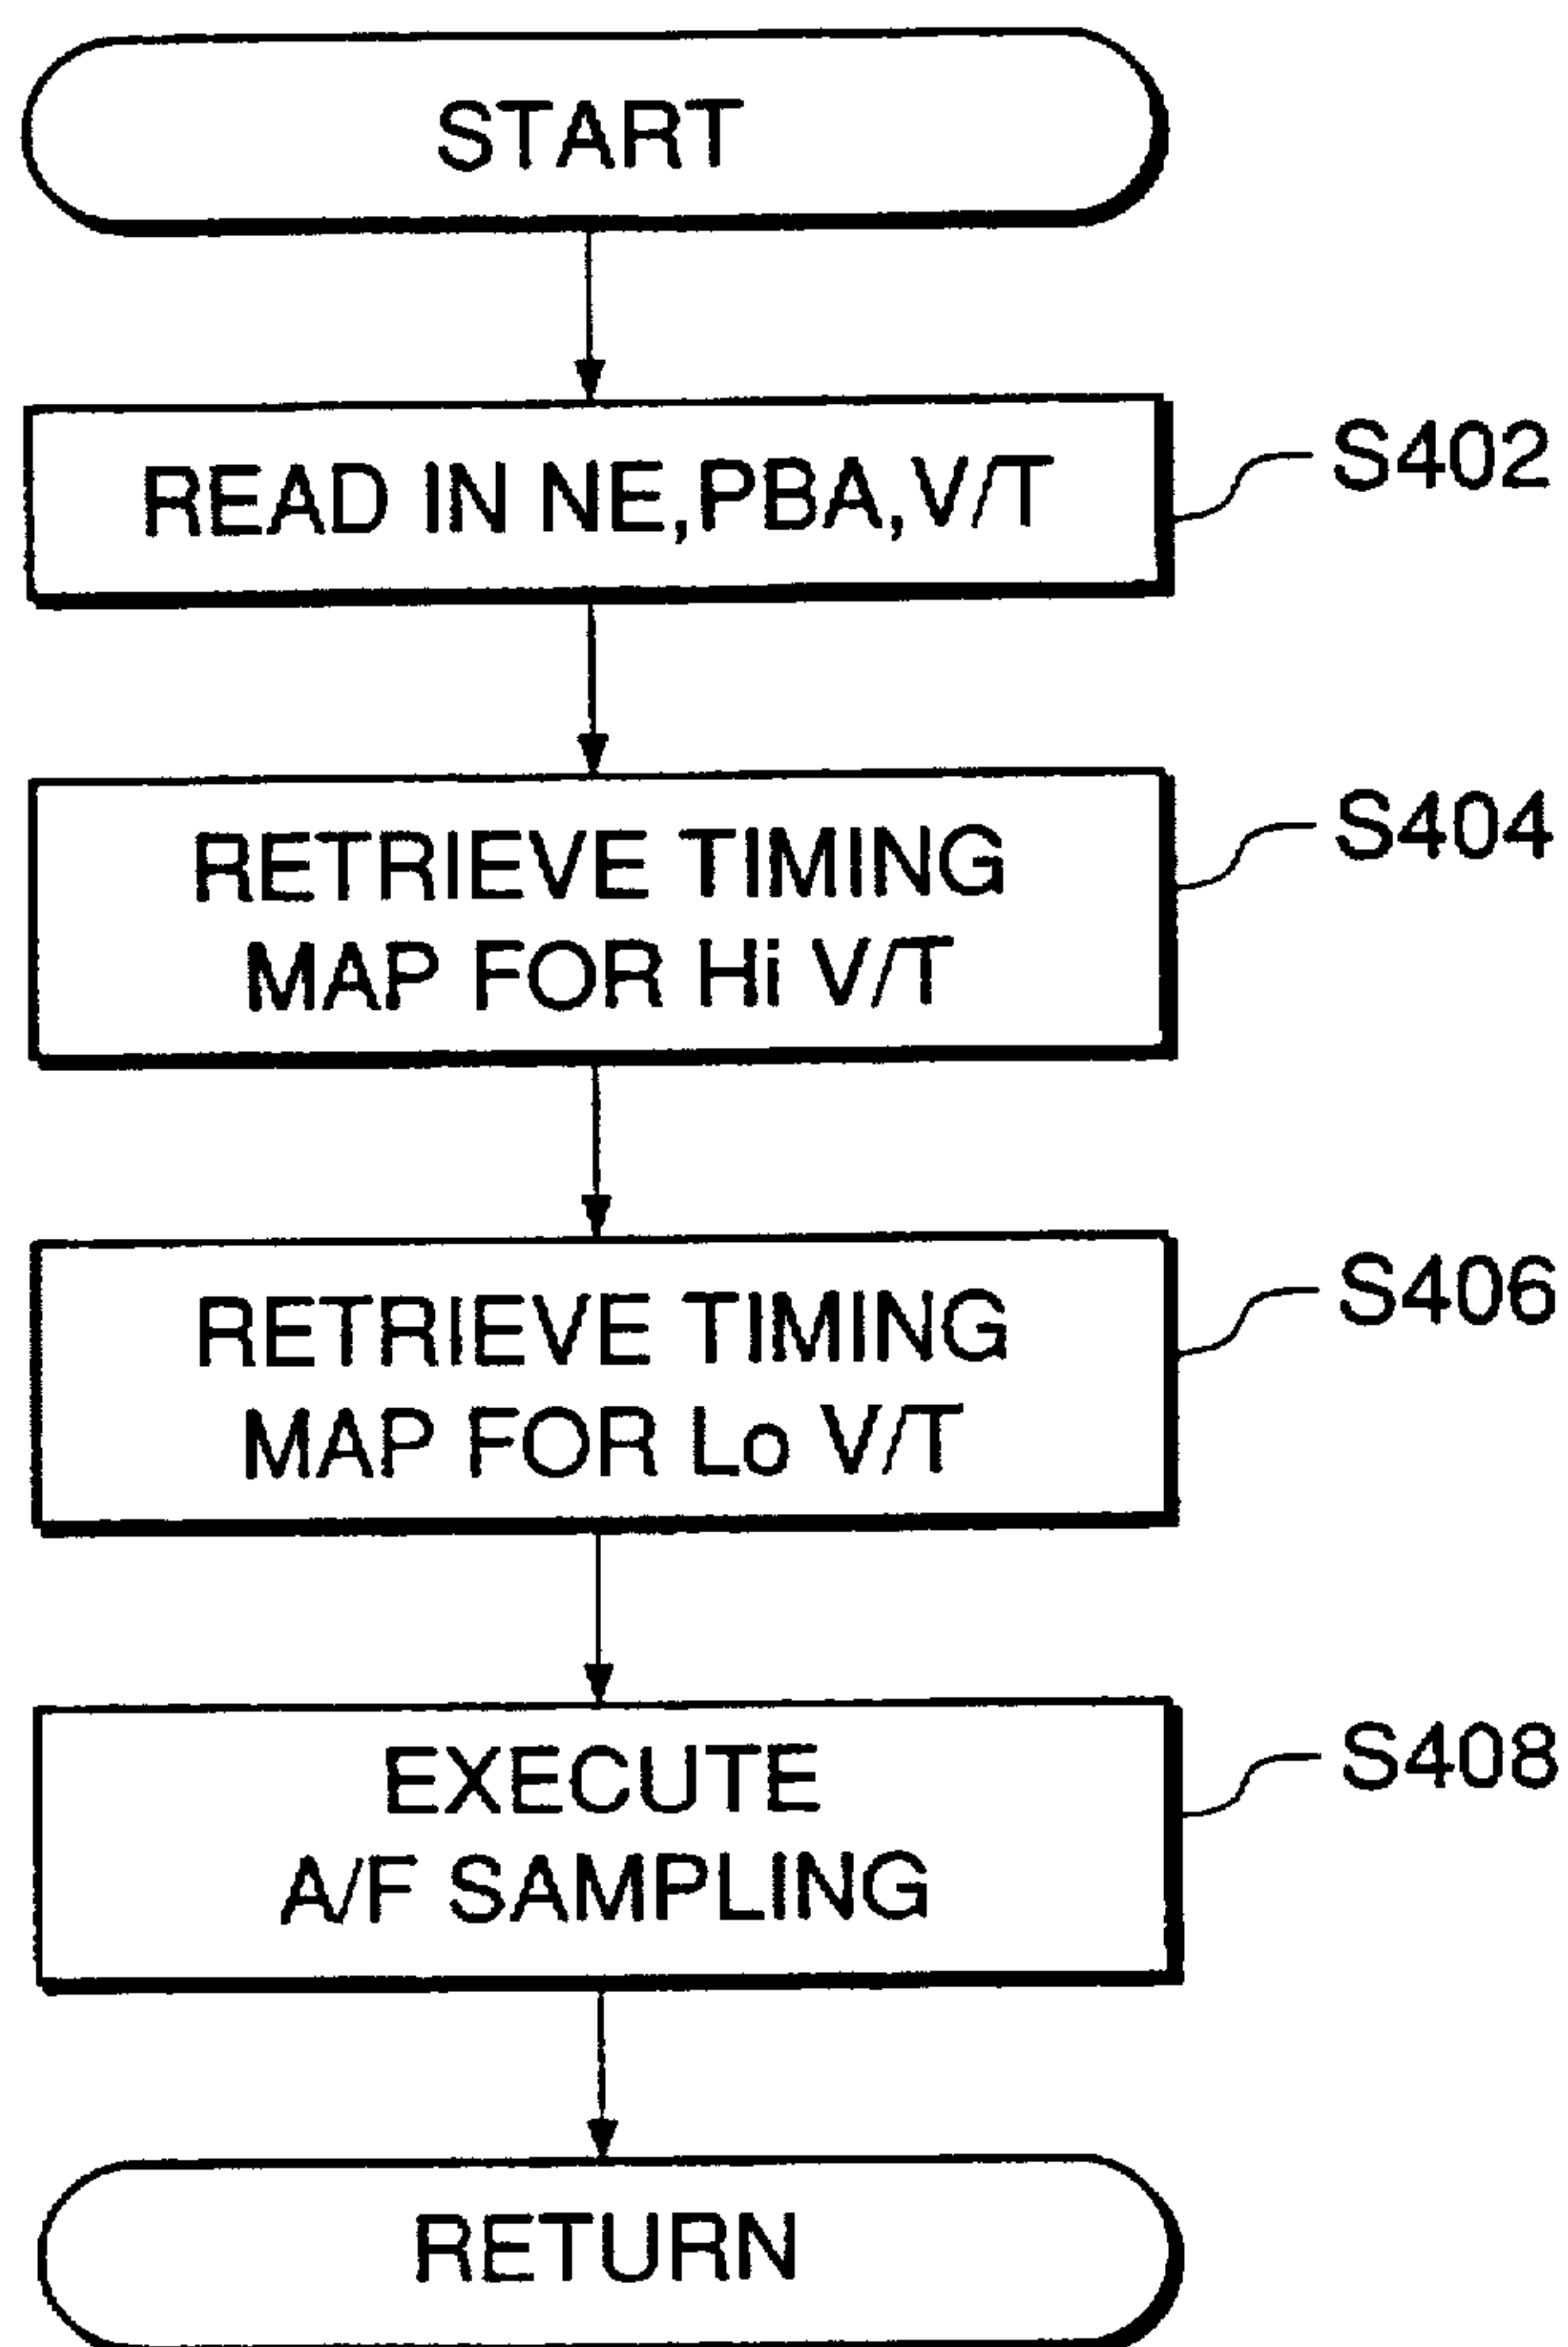 START
READ IN NE,PBA,V/T
S402
RETRIEVE TIMING
MAP FOR Hi V/T
S404
RETRIEVE TIMING
MAP FOR Lo V/T
S406
EXECUTE
A/F SAMPLING
S408
RETURN